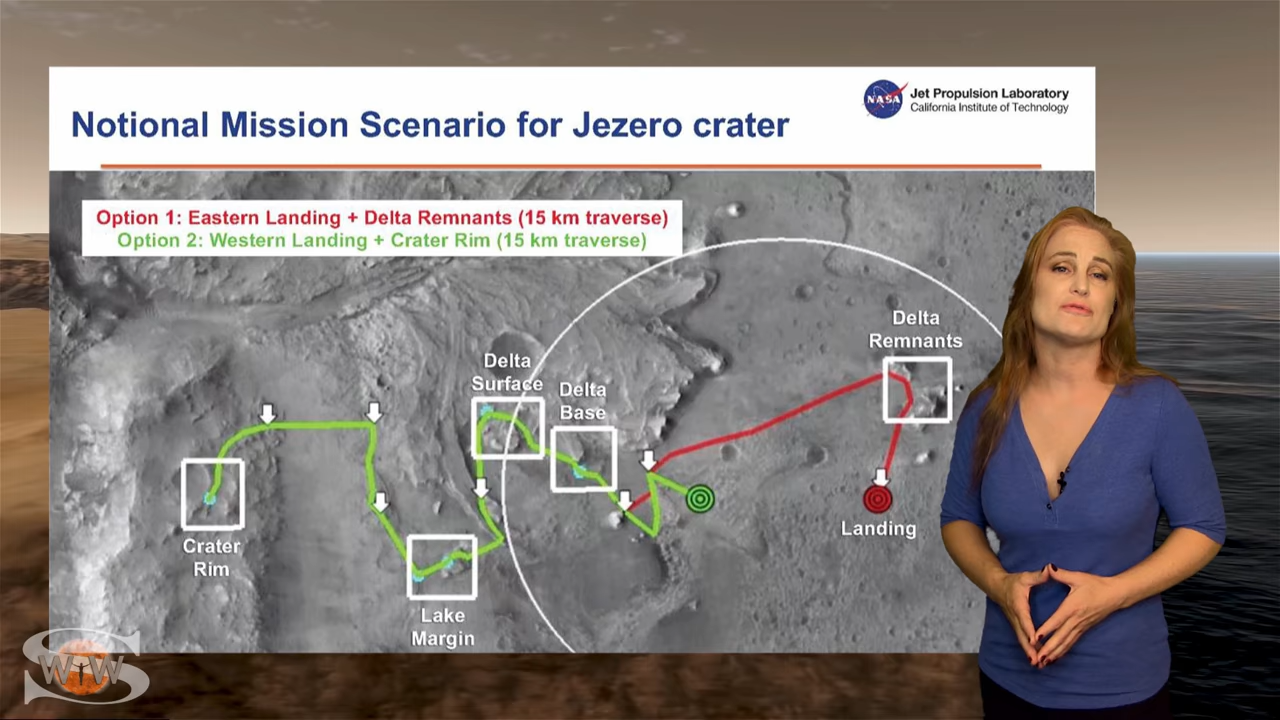 Notional Mission Scenario for Jezero crater
NASA
Jet Propulsion Laboratory
California Institute of Technology
Option 1: Eastern Landing + Delta Remnants (15 km traverse)
Option 2: Western Landing + Crater Rim (15 km traverse)
Delta
Remnants
Delta
Surface
Delta
Base
Landing
Crater
Rim
Lake
Margin
S
WTW